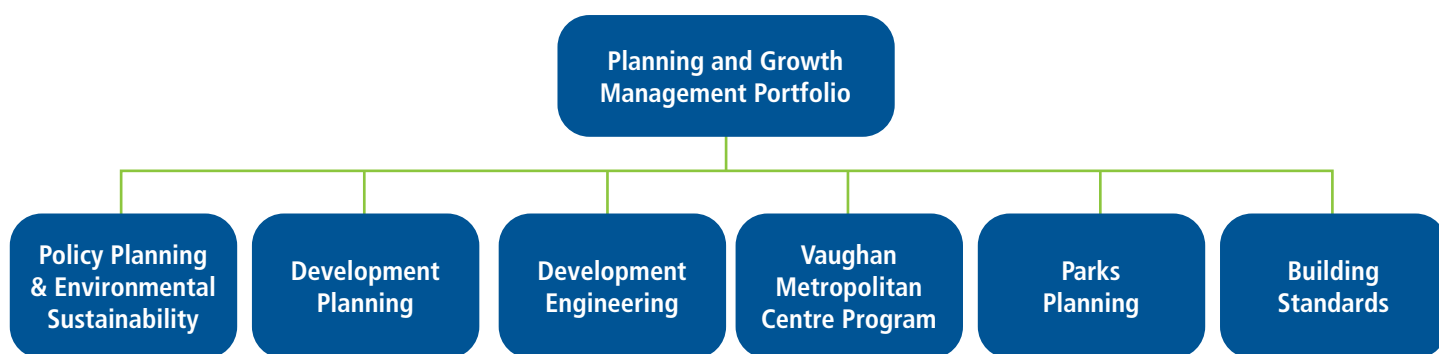 Planning and Growth
Management Portfolio
Policy Planning
& Environmental
Sustainability
Development
Planning
Development
Engineering
Vaughan
Metropolitan
Centre Program
Parks
Planning
Building
Standards